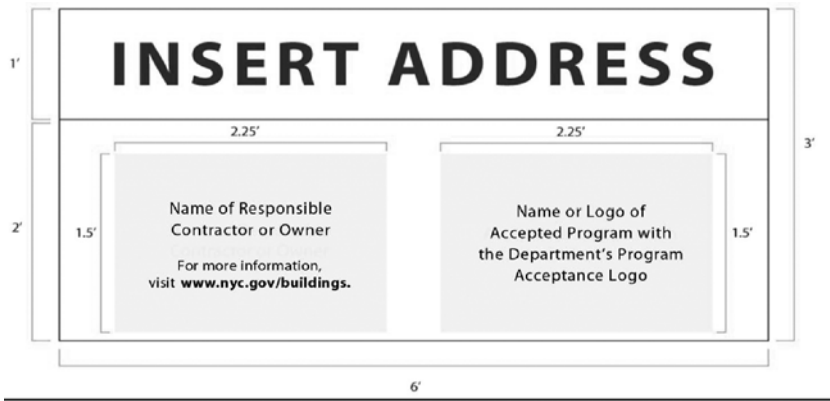 INSERT ADDRESS
1'
3'
2.25'
2.25'
2'
1.5'
Name of Responsible
Contractor or Owner
For more information,
visit www.nyc.gov/buildings.
Name or Logo of
Accepted Program with
the Department's Program
Acceptance Logo
1.5'
6'